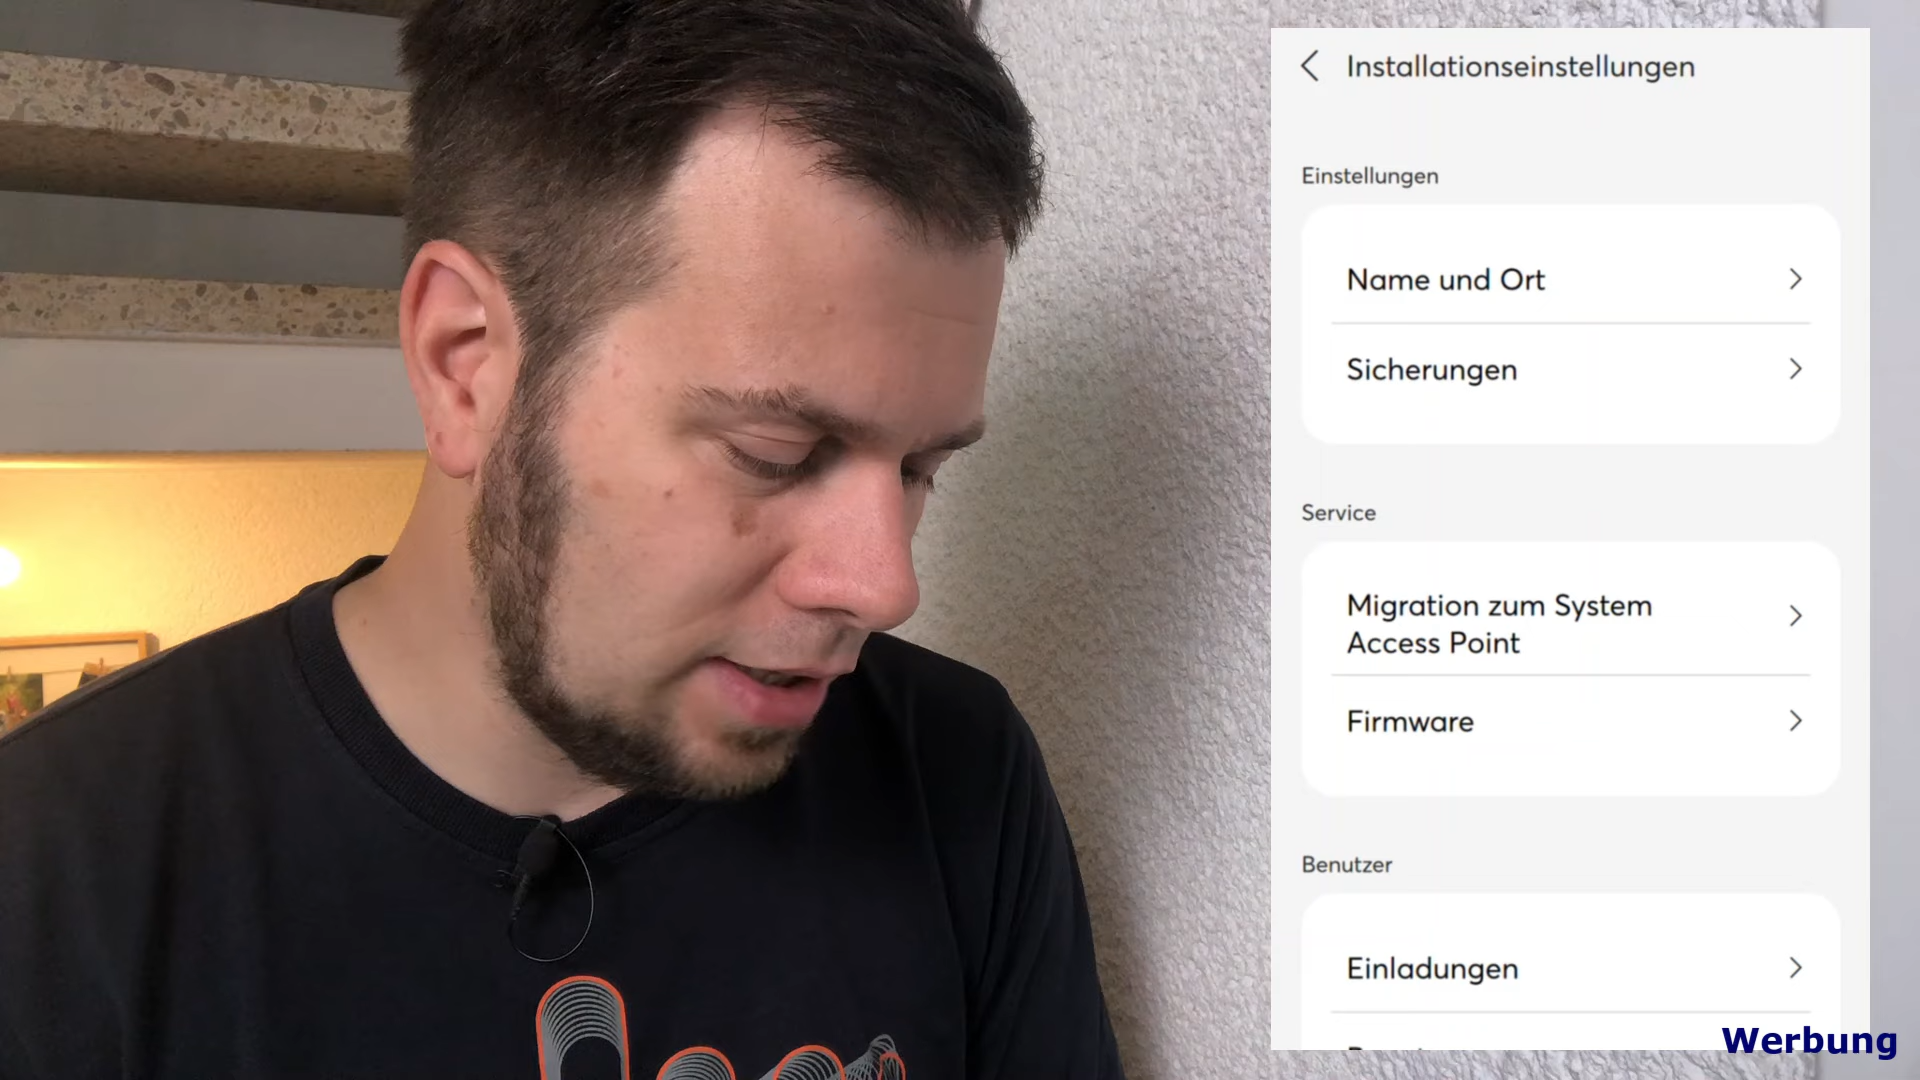 Installationseinstellungen
Einstellungen
Name und Ort
Sicherungen
Service
Migration zum System
Access Point
Firmware
Benutzer
Einladungen
Werbung